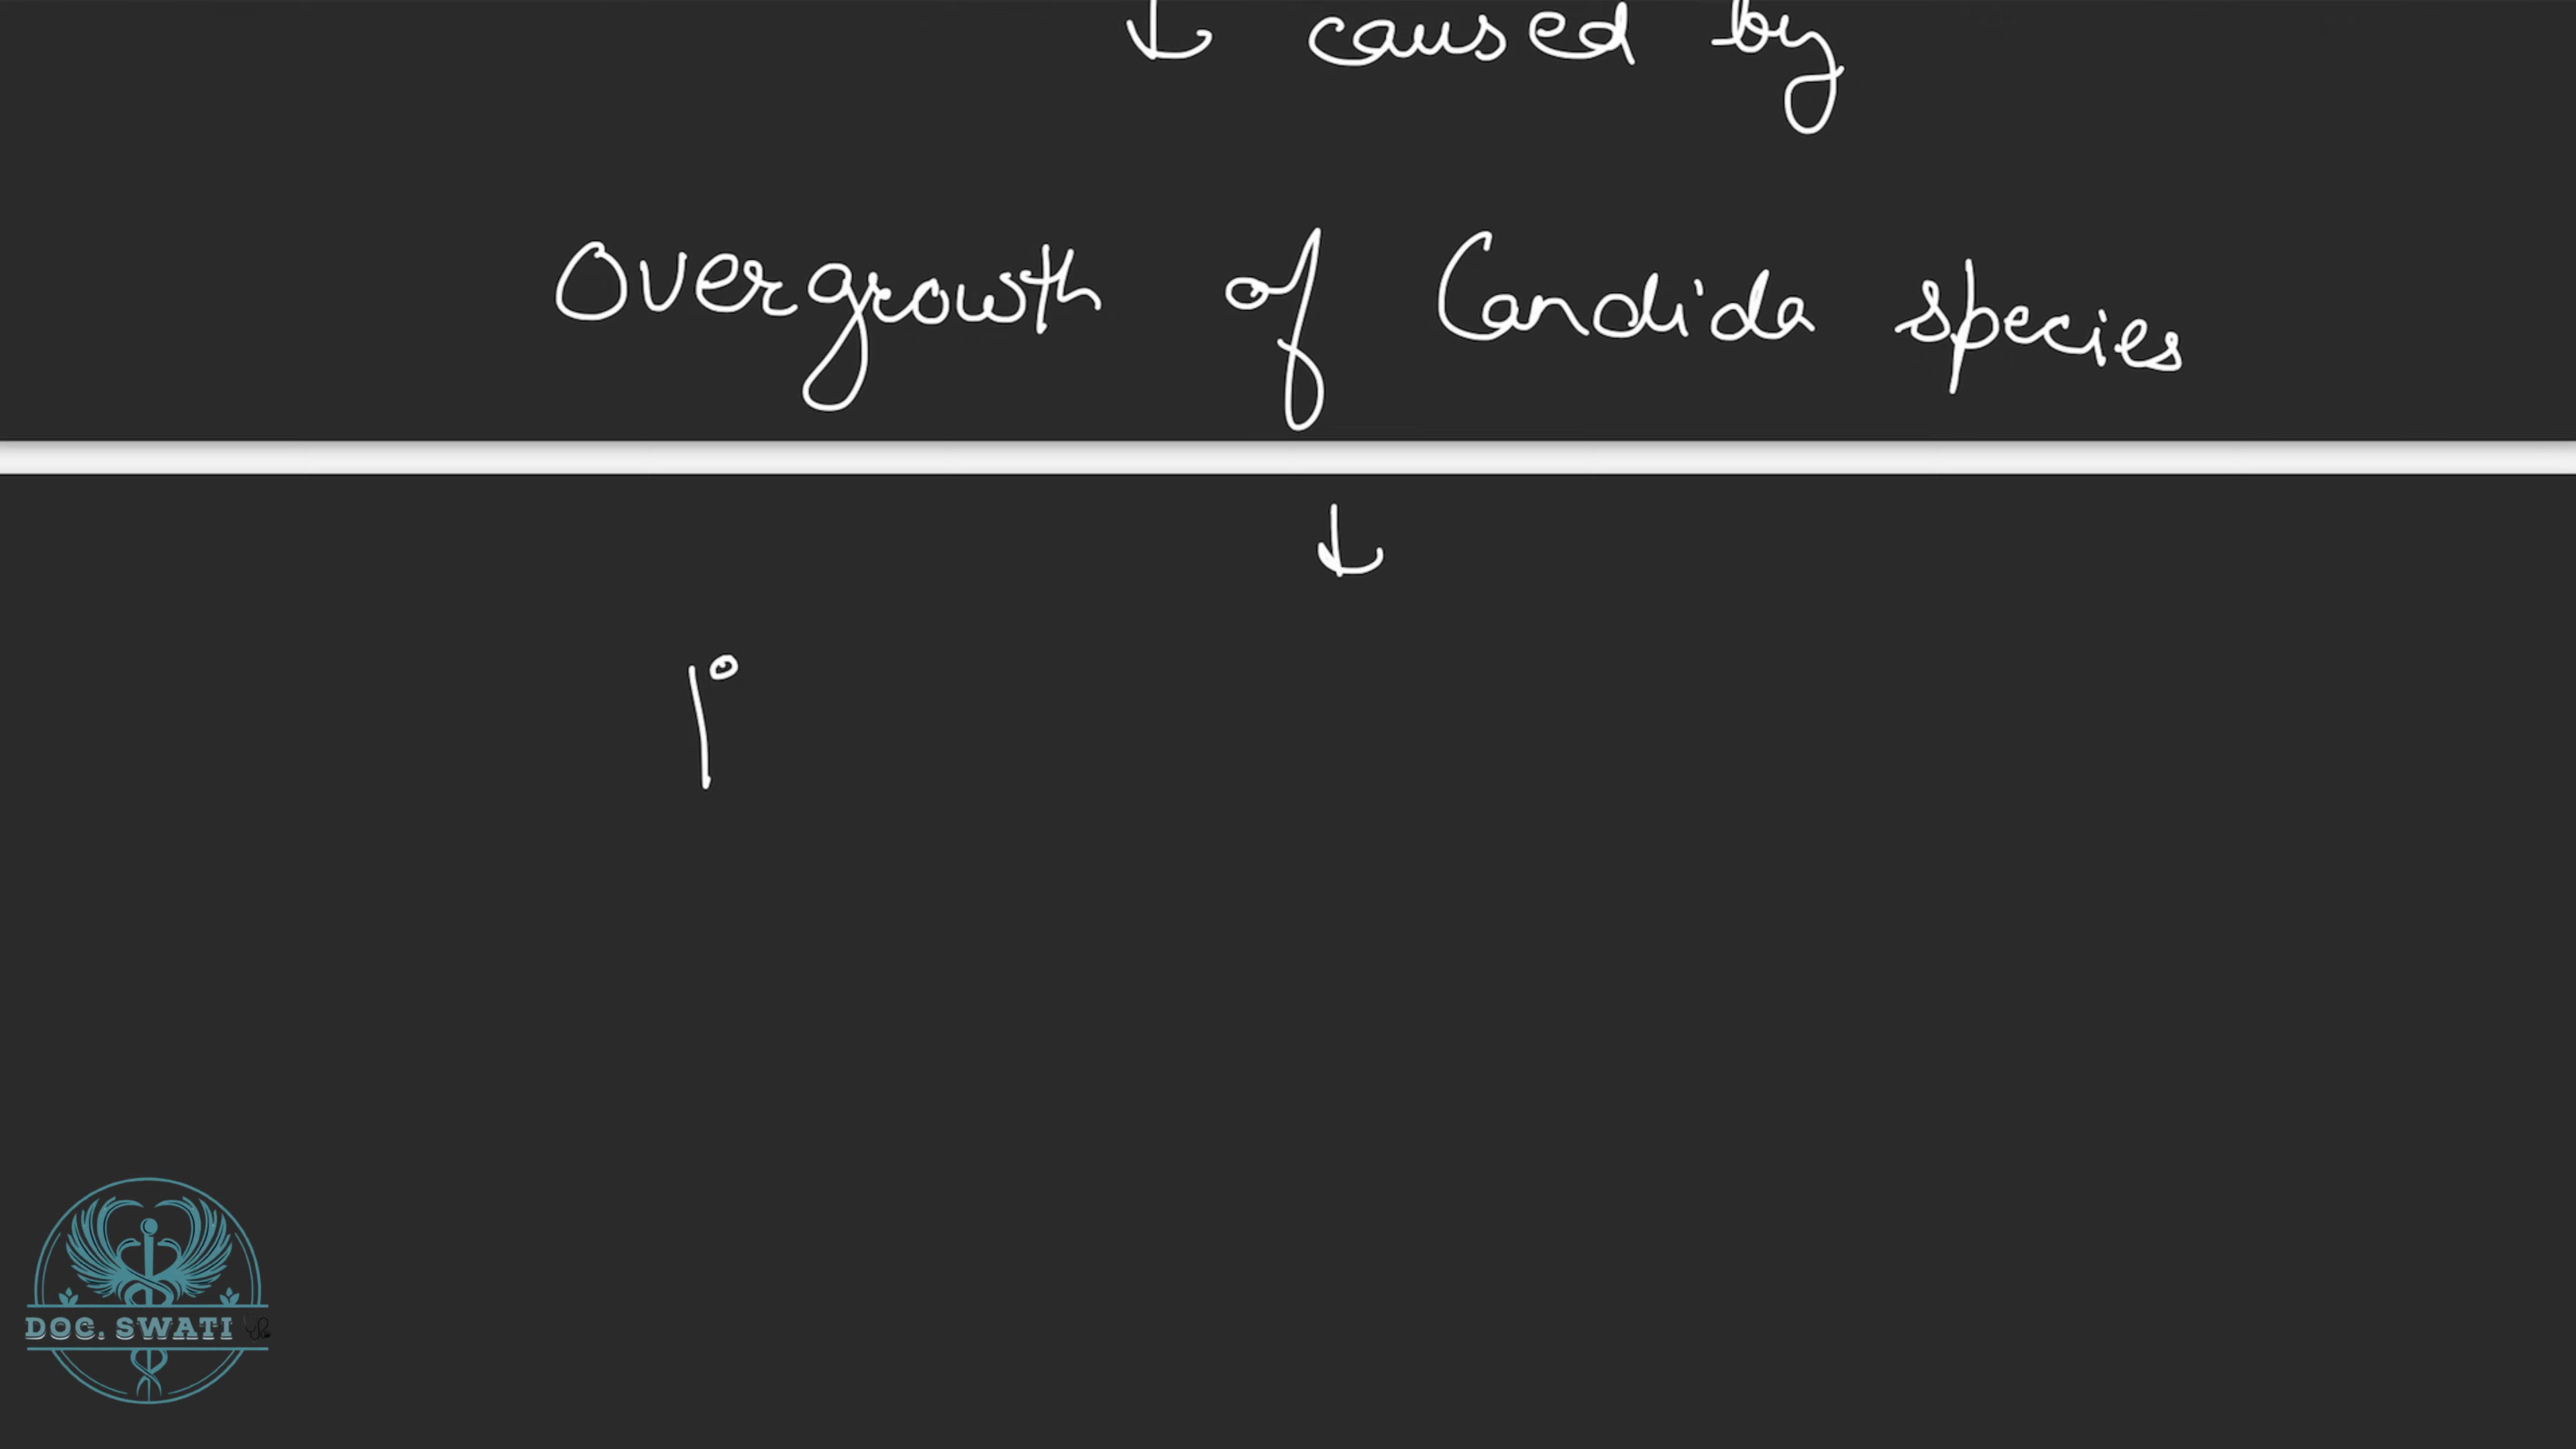 ↓ caused by
Overgrowth of Candida species
↓
1°
DOC. SWATI